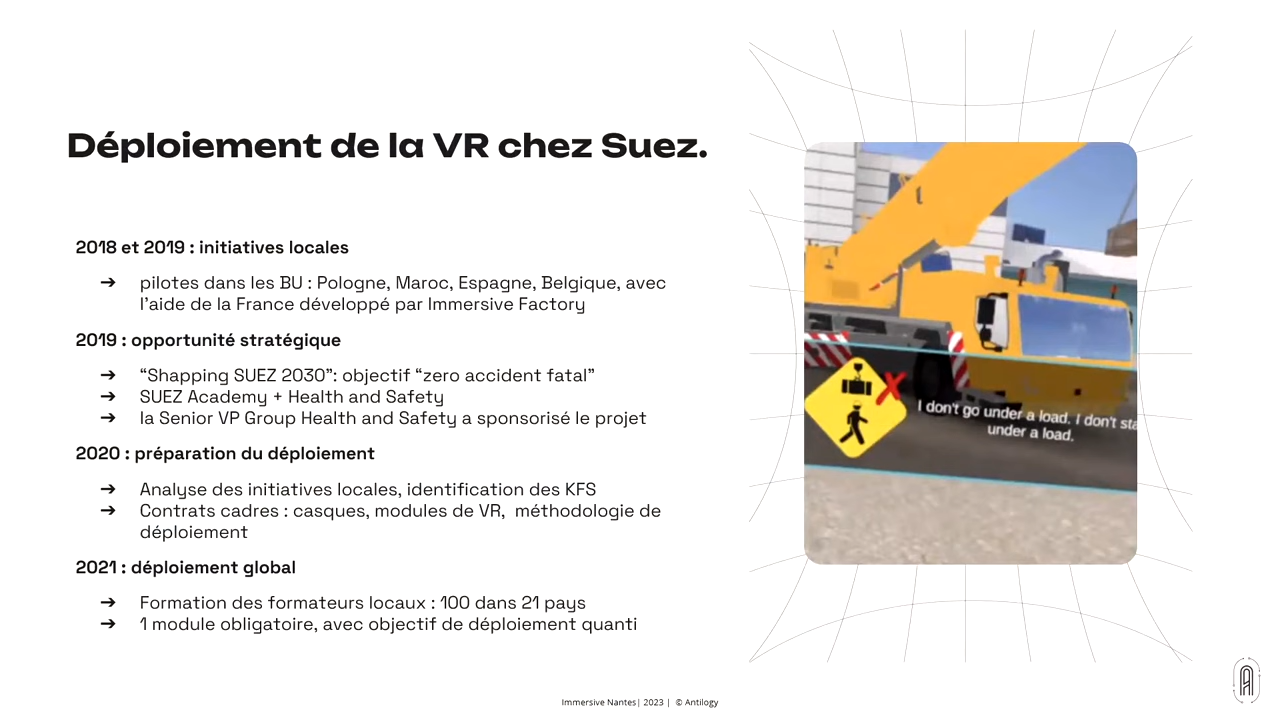 Déploiement de la VR chez Suez.
2018 et 2019 : initiatives locales
➔ pilotes dans les BU : Pologne, Maroc, Espagne, Belgique, avec
l'aide de la France développé par Immersive Factory
2019 : opportunité stratégique
➔ “Shapping SUEZ 2030”: objectif “zero accident fatal”
➔ SUEZ Academy + Health and Safety
➔ la Senior VP Group Health and Safety a sponsorisé le projet
2020 : préparation du déploiement
➔ Analyse des initiatives locales, identification des KFS
➔ Contrats cadres : casques, modules de VR, méthodologie de
déploiement
2021 : déploiement global
➔ Formation des formateurs locaux : 100 dans 21 pays
➔ 1 module obligatoire, avec objectif de déploiement quanti
I don't go under a load. I don't sta
under a load.
Immersive Nantes| 2023 | © Antilogy